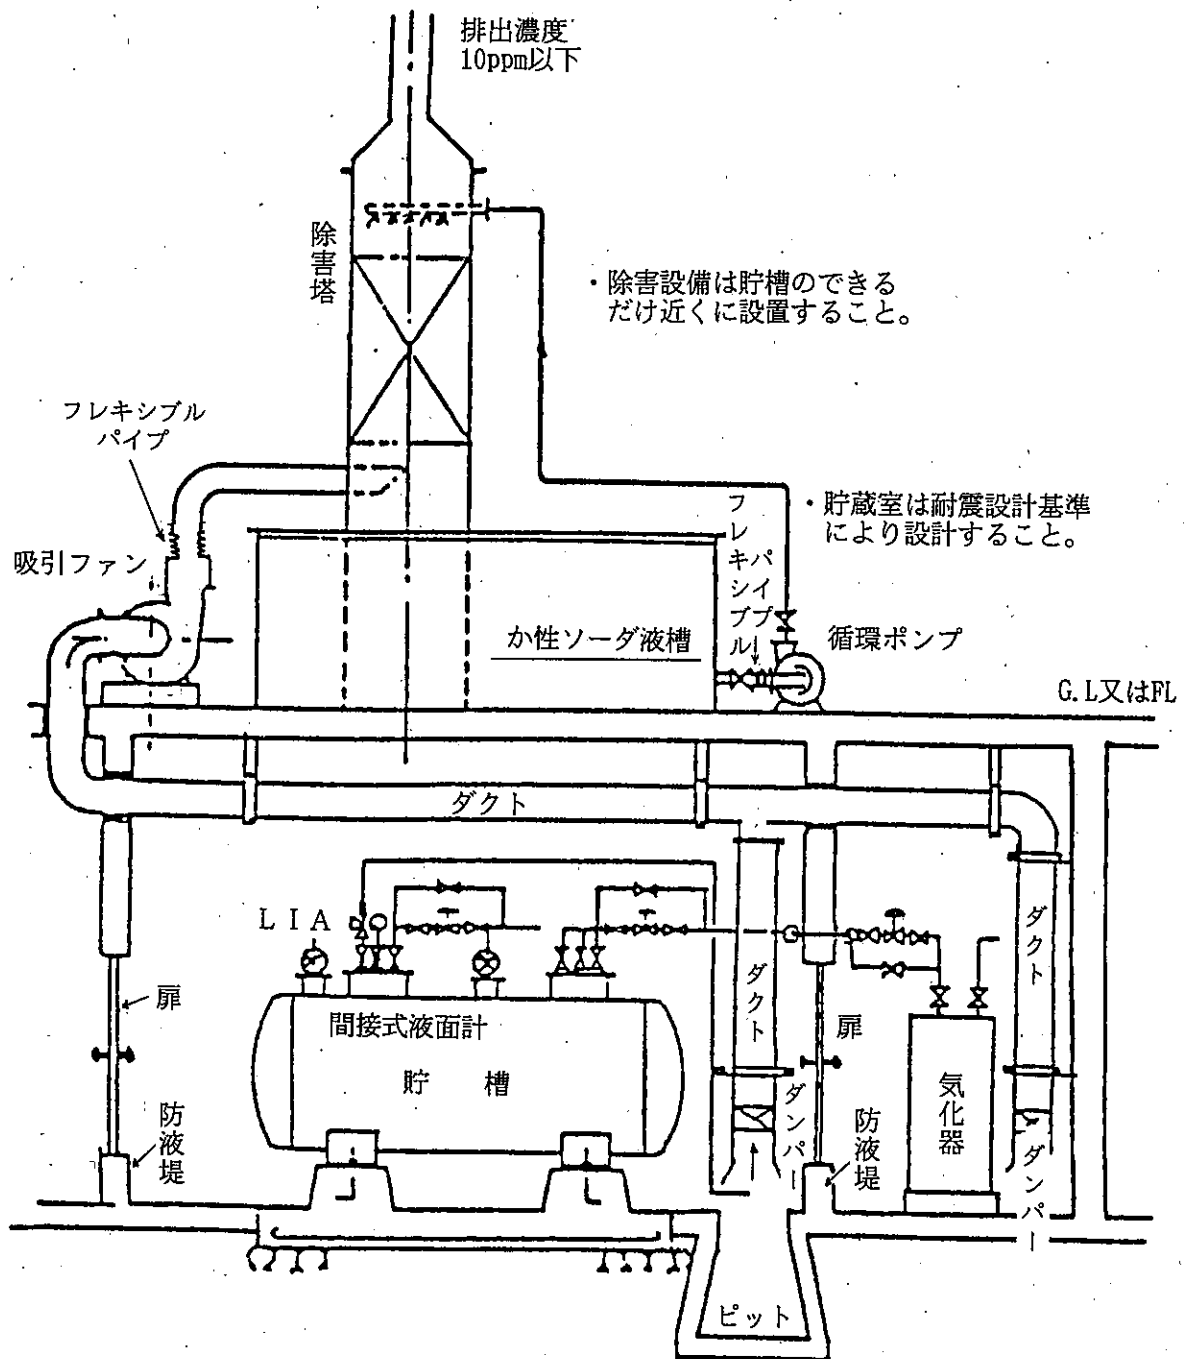 排出濃度
10ppm以下
除害塔
・除害設備は貯槽のできる
だけ近くに設置すること。
フレキシブル
パイプ
・貯蔵室は耐震設計基準
により設計すること。
フレキシブル
パイプ
吸引ファン
か性ソーダ液槽
循環ポンプ
G.L又はFL
ダクト
LIA
ダクト
ダクト
扉
間接式液面計
扉
貯槽
気化器
ダンパー
防液堤
防液堤
ダンパー
ピット